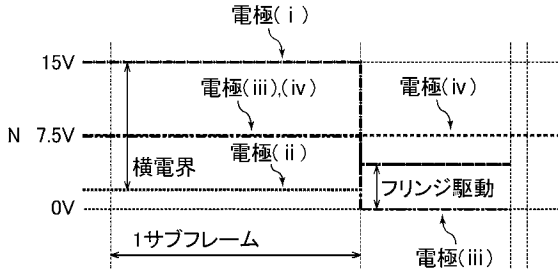 電極(i)
15V
電極(iii),(iv)
電極(iv)
N 7.5V
電極(ii)
横電界
フリンジ駆動
0V
1サブフレーム
電極(iii)